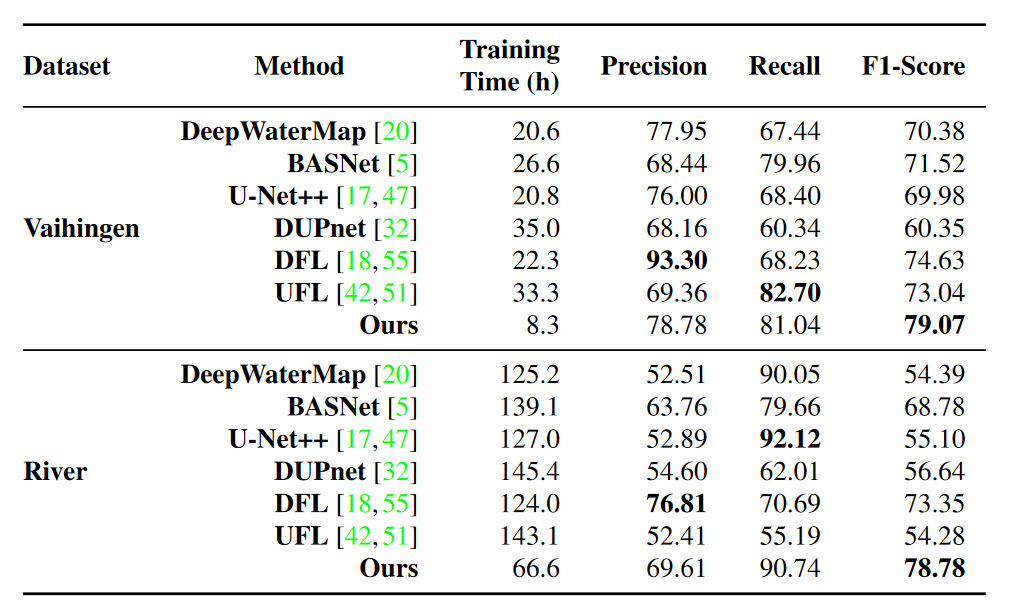 Dataset Method Training Time (h) Precision Recall F1-Score
Vaihingen
DeepWaterMap [20] 20.6 77.95 67.44 70.38
BASNet [5] 26.6 68.44 79.96 71.52
U-Net++ [17,47] 20.8 76.00 68.40 69.98
DUPnet [32] 35.0 68.16 60.34 60.35
DFL [18,55] 22.3 93.30 68.23 74.63
UFL [42,51] 33.3 69.36 82.70 73.04
Ours 8.3 78.78 81.04 79.07
River
DeepWaterMap [20] 125.2 52.51 90.05 54.39
BASNet [5] 139.1 63.76 79.66 68.78
U-Net++ [17,47] 127.0 52.89 92.12 55.10
DUPnet [32] 145.4 54.60 62.01 56.64
DFL [18,55] 124.0 76.81 70.69 73.35
UFL [42,51] 143.1 52.41 55.19 54.28
Ours 66.6 69.61 90.74 78.78